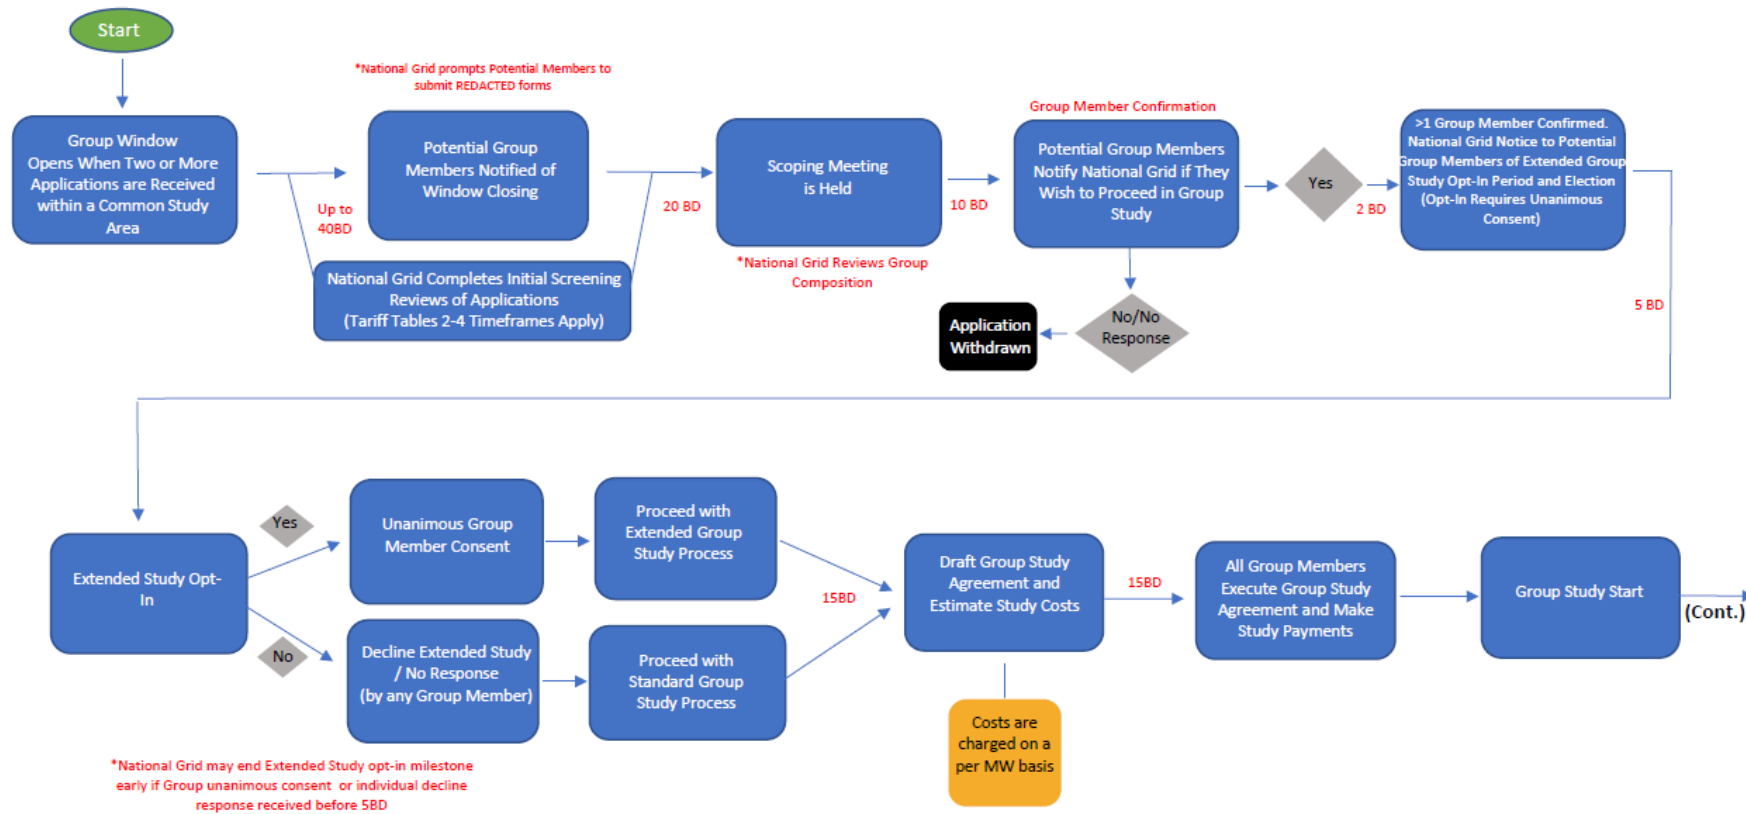 Start
*National Grid prompts Potential Members to
submit REDACTED forms
Group Window
Opens When Two or More
Applications are Received
within a Common Study
Area
Up to
40BD
Potential Group
Members Notified of
Window Closing
National Grid Completes Initial Screening
Reviews of Applications
(Tariff Tables 2-4 Timeframes Apply)
20 BD
Scoping Meeting
is Held
*National Grid Reviews Group
Composition
10 BD
Group Member Confirmation
Potential Group Members
Notify National Grid if They
Wish to Proceed in Group
Study
No/No
Response
Application
Withdrawn
Yes
2 BD
>1 Group Member Confirmed.
National Grid Notice to Potential
Group Members of Extended Group
Study Opt-In Period and Election
(Opt-In Requires Unanimous
Consent)
5 BD
Extended Study Opt-
In
Yes
Unanimous Group
Member Consent
Proceed with
Extended Group
Study Process
No
Decline Extended Study
/ No Response
(by any Group Member)
Proceed with
Standard Group
Study Process
*National Grid may end Extended Study opt-in milestone
early if Group unanimous consent or individual decline
response received before 5BD
15BD
Draft Group Study
Agreement and
Estimate Study Costs
Costs are
charged on a
per MW basis
15BD
All Group Members
Execute Group Study
Agreement and Make
Study Payments
Group Study Start
(Cont.)